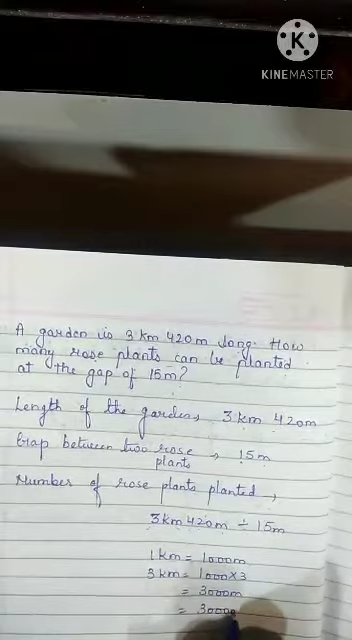 K
KINEMASTER
A garden is 3 km 420 m long. How
many rose plants can be planted
at the gap of 15 m?
Length of the garden, 3 km 420 m
Gap between two rose
plants, 15 m
Number of rose plants planted,
3 km 420 m ÷ 15 m
1 km = 1000m
3 km = 1000 × 3
= 3000m
= 3000